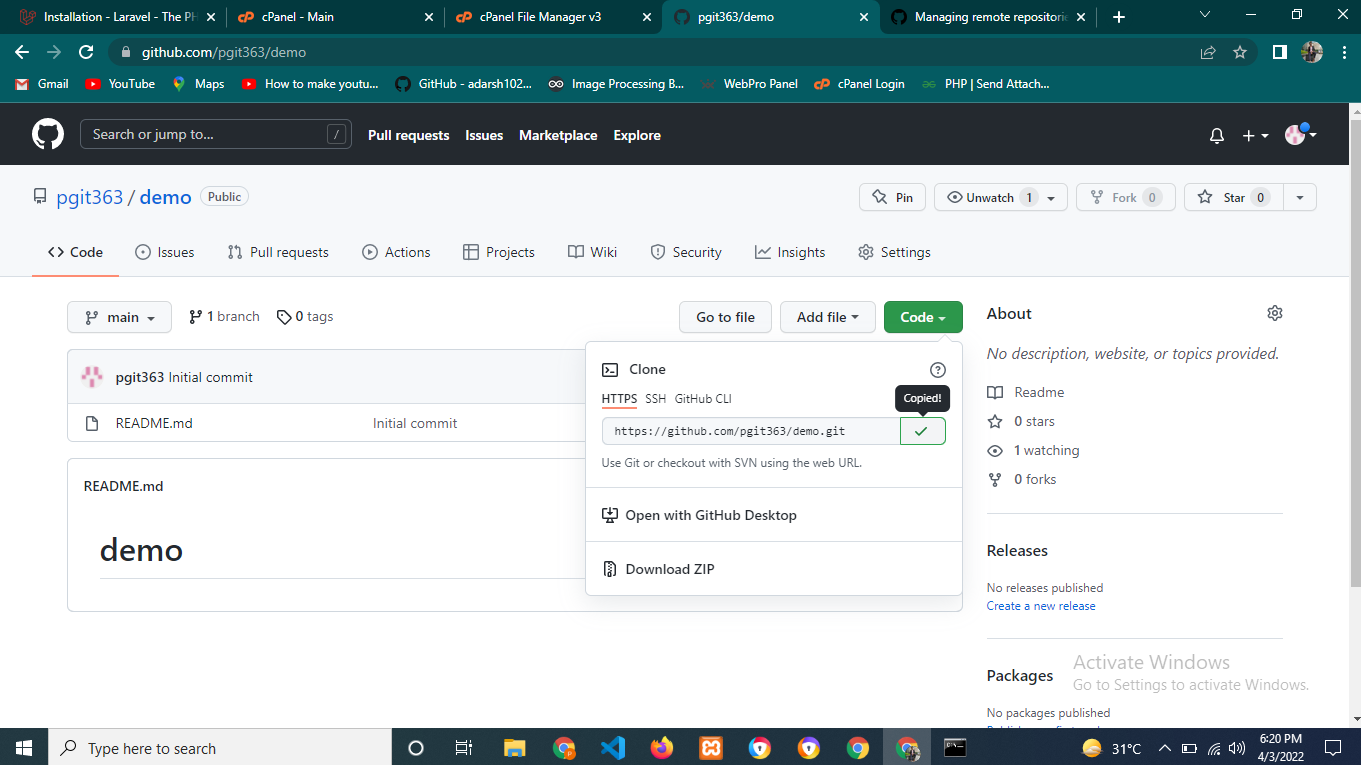 Installation - Laravel - The PH
cPanel - Main
cPanel File Manager v3
pgit363/demo
Managing remote repositorie
github.com/pgit363/demo
Gmail
YouTube
Maps
How to make youtu...
GitHub - adarsh102...
Image Processing B...
WebPro Panel
cPanel Login
PHP | Send Attach...
Search or jump to...
/
Pull requests
Issues
Marketplace
Explore
pgit363 / demo
Public
Pin
Unwatch 1
Fork 0
Star 0
Code
Issues
Pull requests
Actions
Projects
Wiki
Security
Insights
Settings
main
1 branch
0 tags
Go to file
Add file
Code
About
No description, website, or topics provided.
Readme
0 stars
1 watching
0 forks
Releases
No releases published
Create a new release
Packages
No packages published
pgit363 Initial commit
README.md
Initial commit
README.md
demo
Clone
HTTPS
SSH
GitHub CLI
Copied!
https://github.com/pgit363/demo.git
Use Git or checkout with SVN using the web URL.
Open with GitHub Desktop
Download ZIP
Activate Windows
Go to Settings to activate Windows.
Type here to search
31°C
6:20 PM
4/3/2022